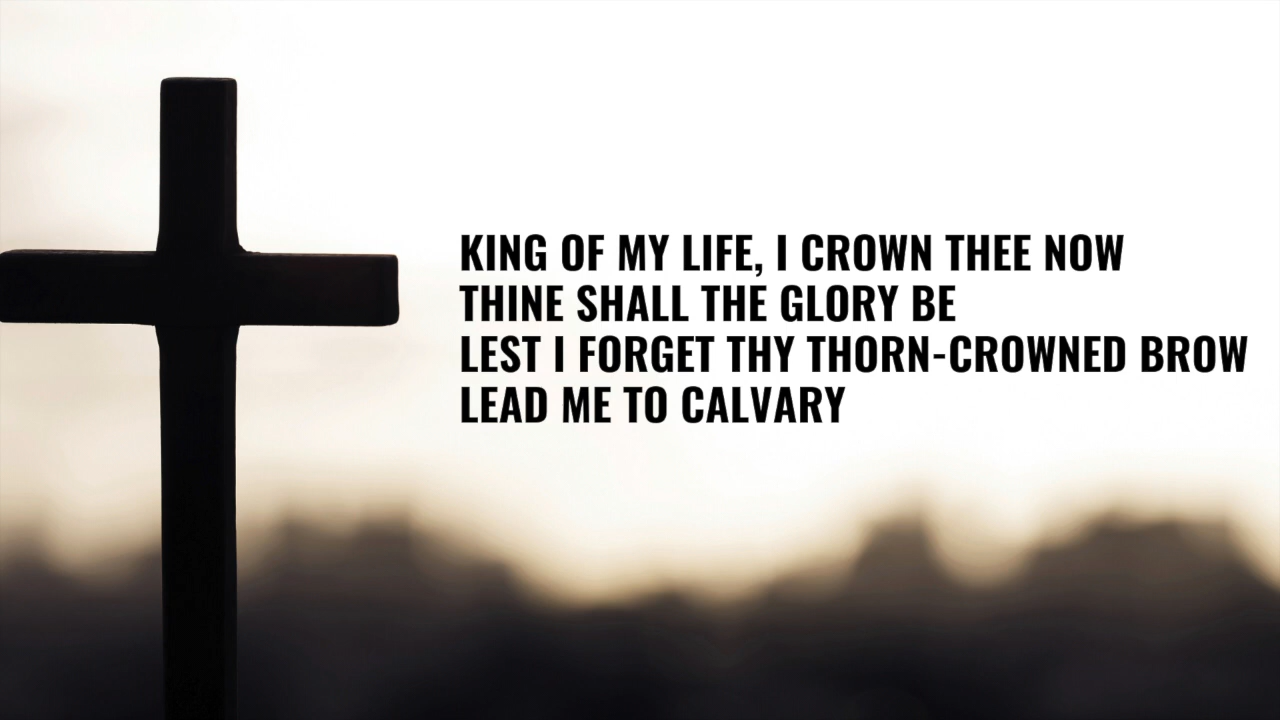 KING OF MY LIFE, I CROWN THEE NOW
THINE SHALL THE GLORY BE
LEST I FORGET THY THORN-CROWNED BROW
LEAD ME TO CALVARY